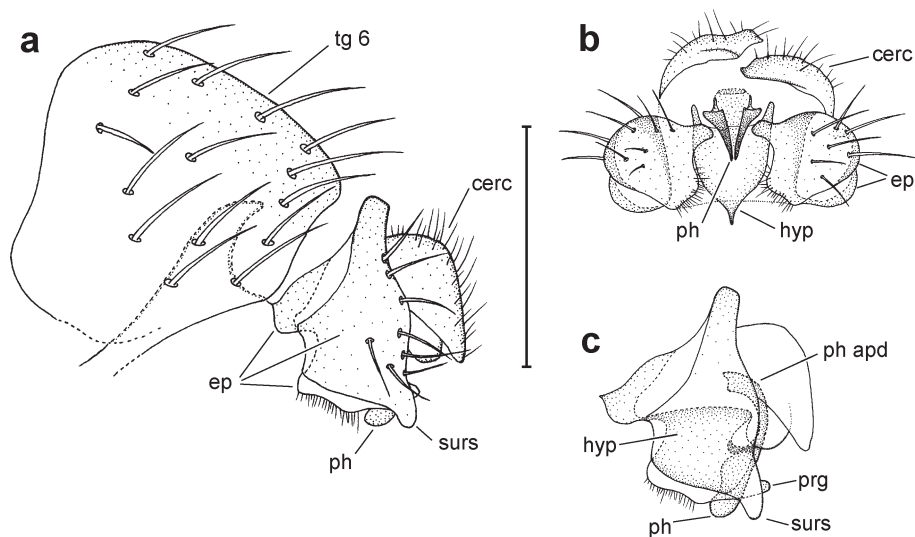 a
tg 6
cerc
ep
ph
surs
b
cerc
ep
ph
hyp
c
ph apd
hyp
prg
ph
surs